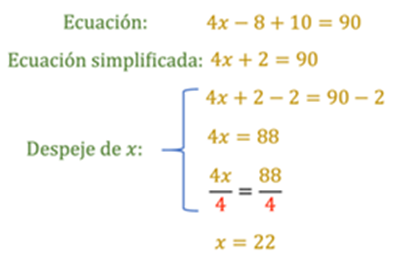 Ecuación: 4x − 8 + 10 = 90
Ecuación simplificada: 4x + 2 = 90
4x + 2 − 2 = 90 − 2
Despeje de x: 4x = 88
4x/4 = 88/4
x = 22